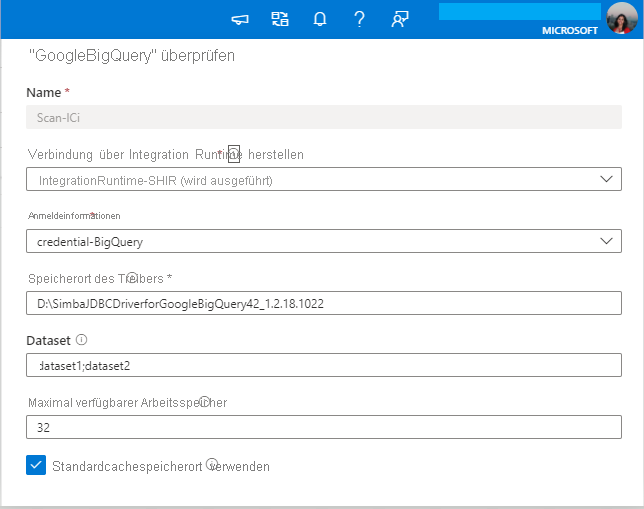 MICROSOFT
"GoogleBigQuery" überprüfen
Name *
Scan-ICi
Verbindung über Integration Runtime * herstellen
IntegrationRuntime-SHIR (wird ausgeführt)
Anmeldeinformationen *
credential-BigQuery
Speicherort des Treibers *
D:\SimbaJDBCDriverforGoogleBigQuery42_1.2.18.1022
Dataset
dataset1;dataset2
Maximal verfügbarer Arbeitsspeicher
32
Standardcachespeicherort verwenden